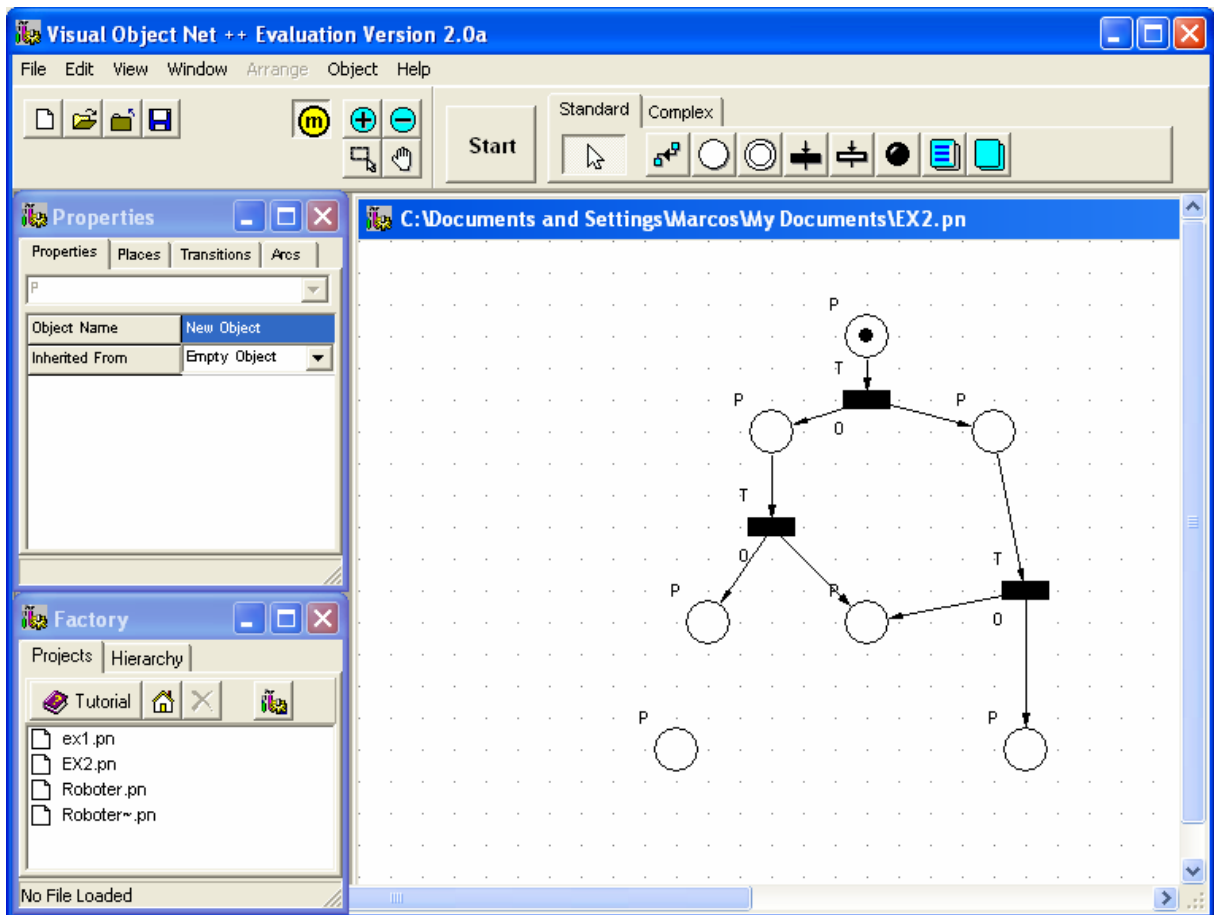 Visual Object Net ++ Evaluation Version 2.0a
File Edit View Window Arrange Object Help
m
Start
Standard Complex
Properties
Properties Places Transitions Arcs
P
Object Name New Object
Inherited From Empty Object
Factory
Projects Hierarchy
Tutorial
ex1.pn
EX2.pn
Roboter.pn
Roboter~.pn
No File Loaded
C:\Documents and Settings\Marcos\My Documents\EX2.pn
P
T
P
P
0
T
0
T
P
P
0
P
P